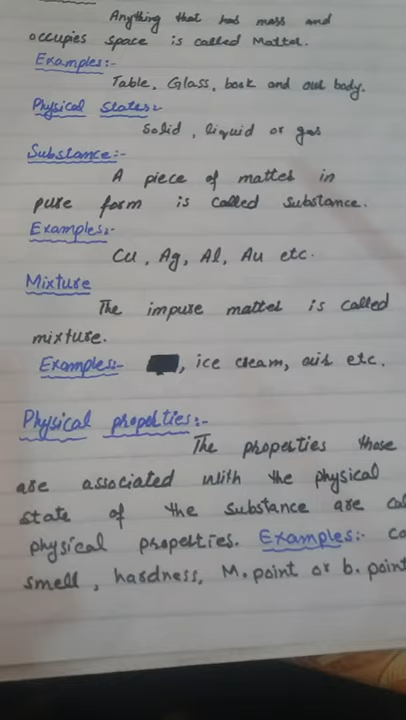 Anything that has mass and
occupies space is called Matter.
Examples:-
Table, Glass, book and our body.
Physical states:-
Solid, liquid or gas
Substance:-
A piece of matter in
pure form is called substance.
Examples:-
Cu, Ag, Al, Au etc.
Mixture
The impure matter is called
mixture.
Examples:- , ice cream, air etc.
Physical properties:-
The properties those
are associated with the physical
state of the substance are
physical properties. Examples:-
smell, hardness, M.point or b.point